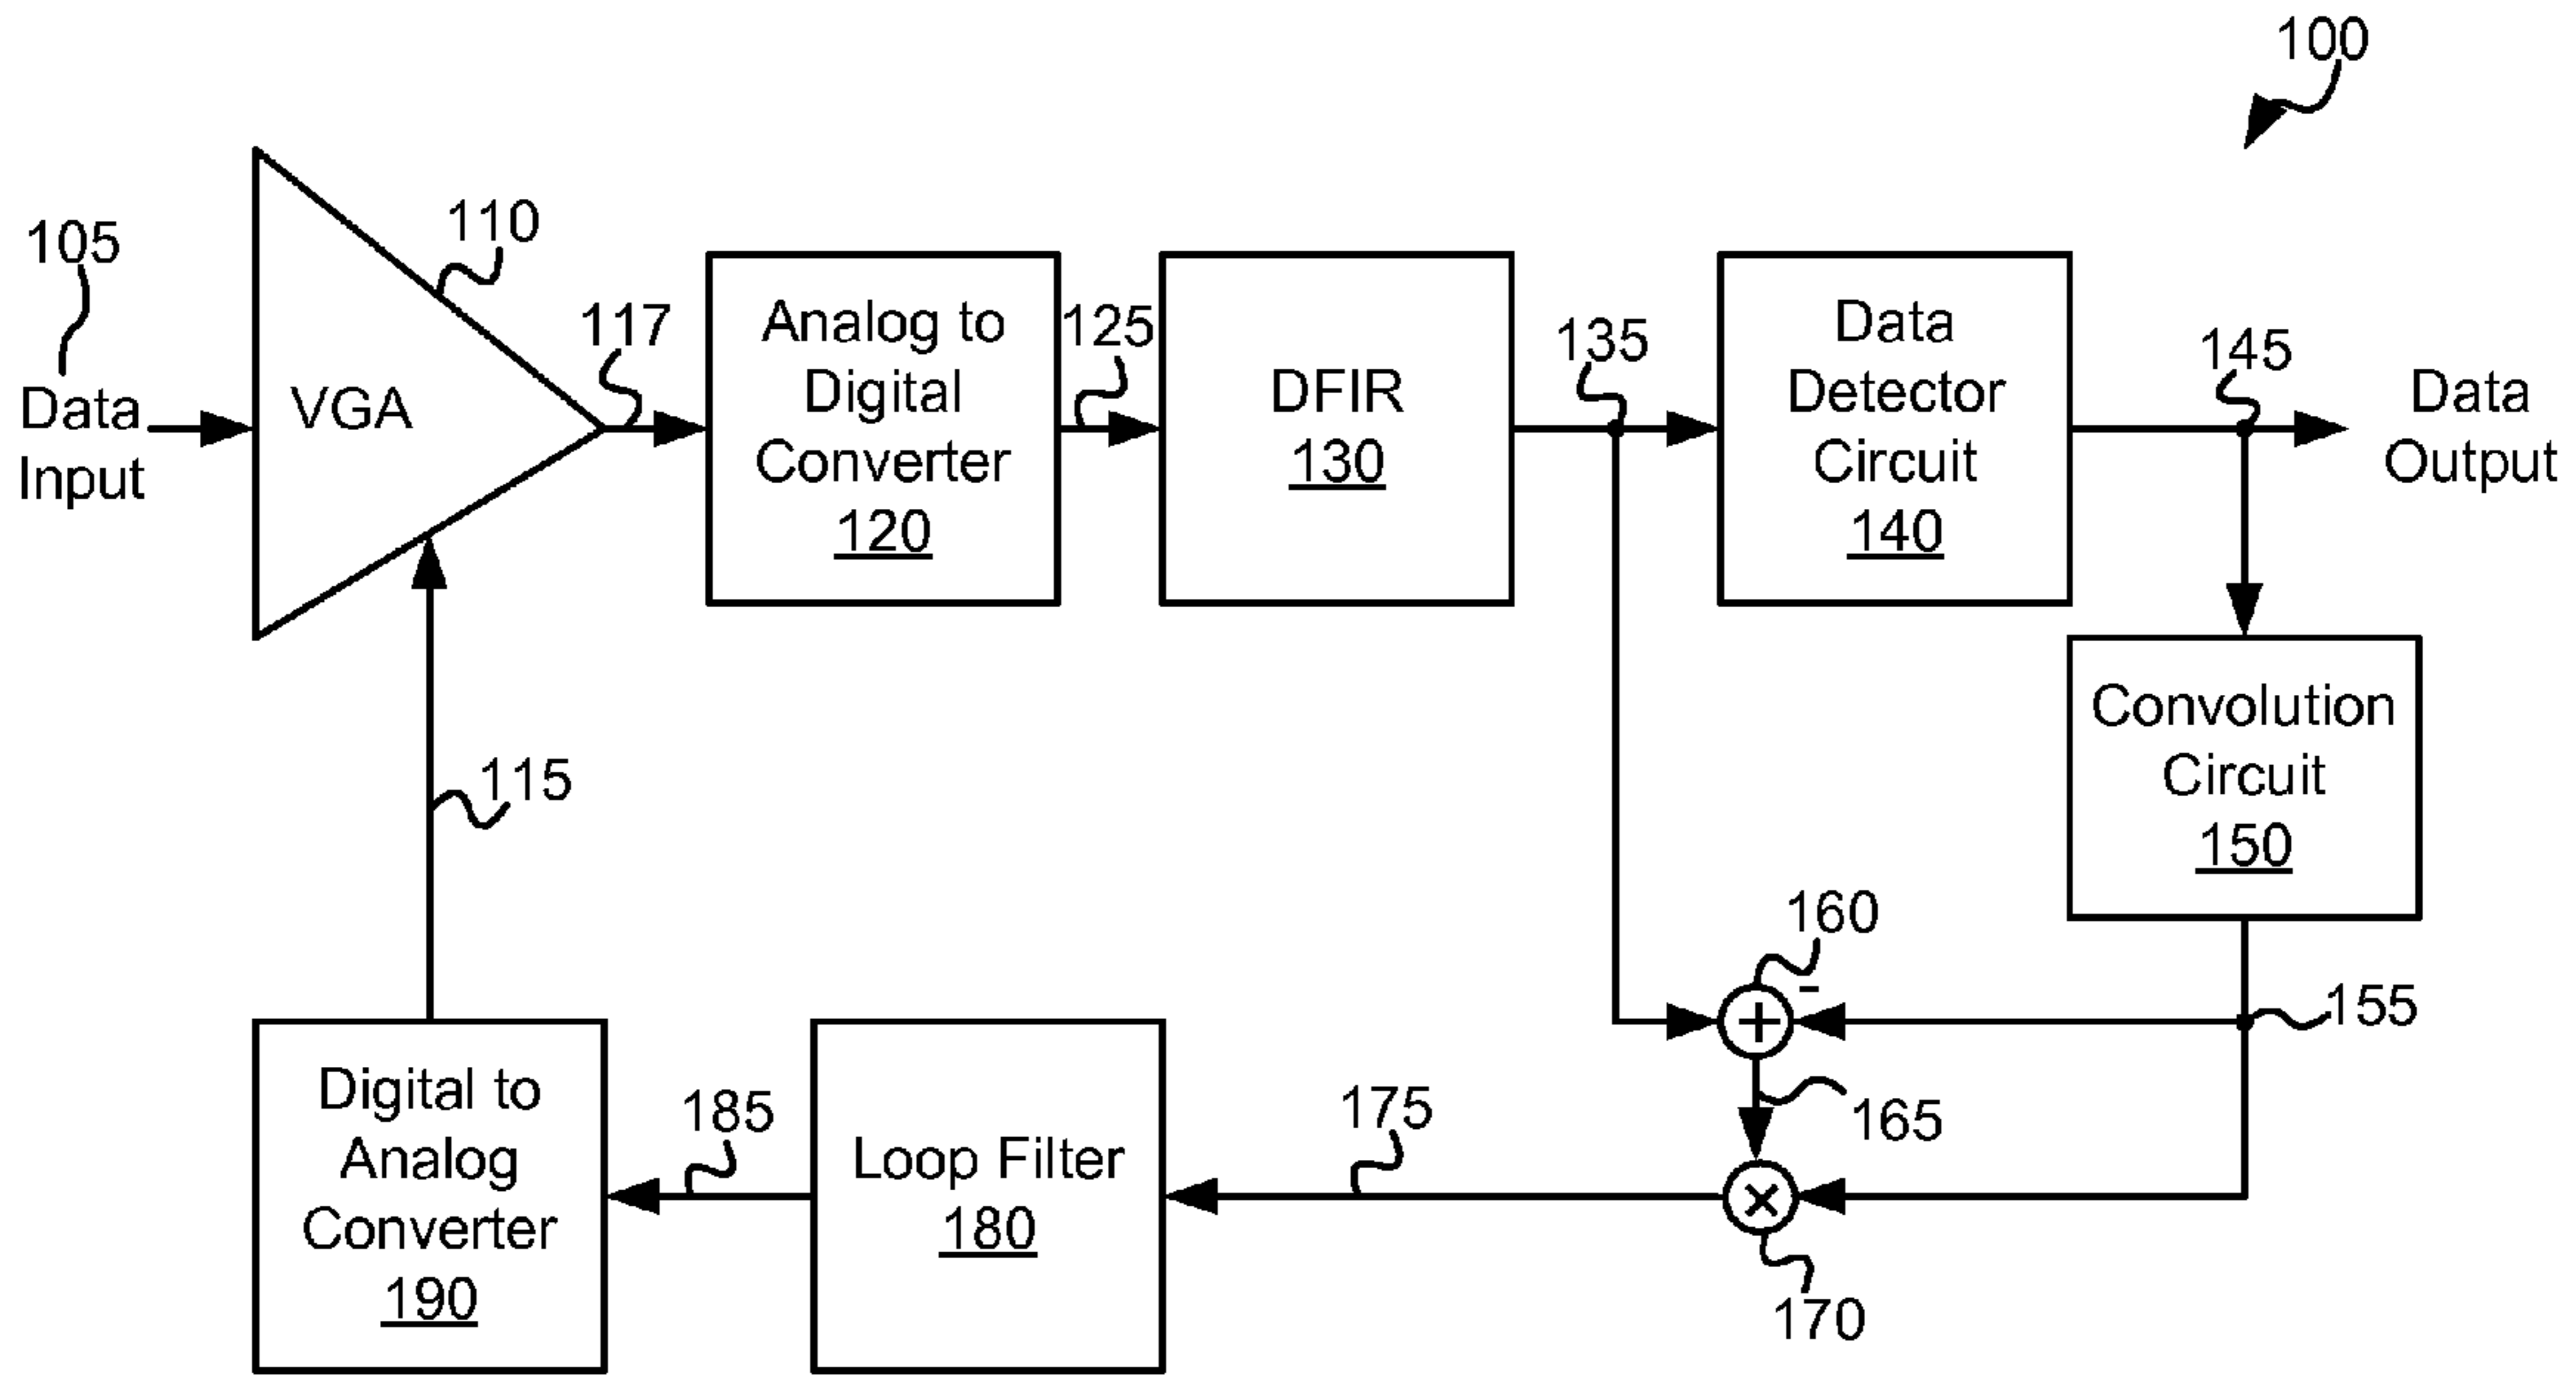 100
105
Data
Input
110
VGA
117
Analog to
Digital
Converter
120
125
DFIR
130
135
Data
Detector
Circuit
140
145
Data
Output
Convolution
Circuit
150
115
160
+
-
155
165
×
170
175
Loop Filter
180
185
Digital to
Analog
Converter
190